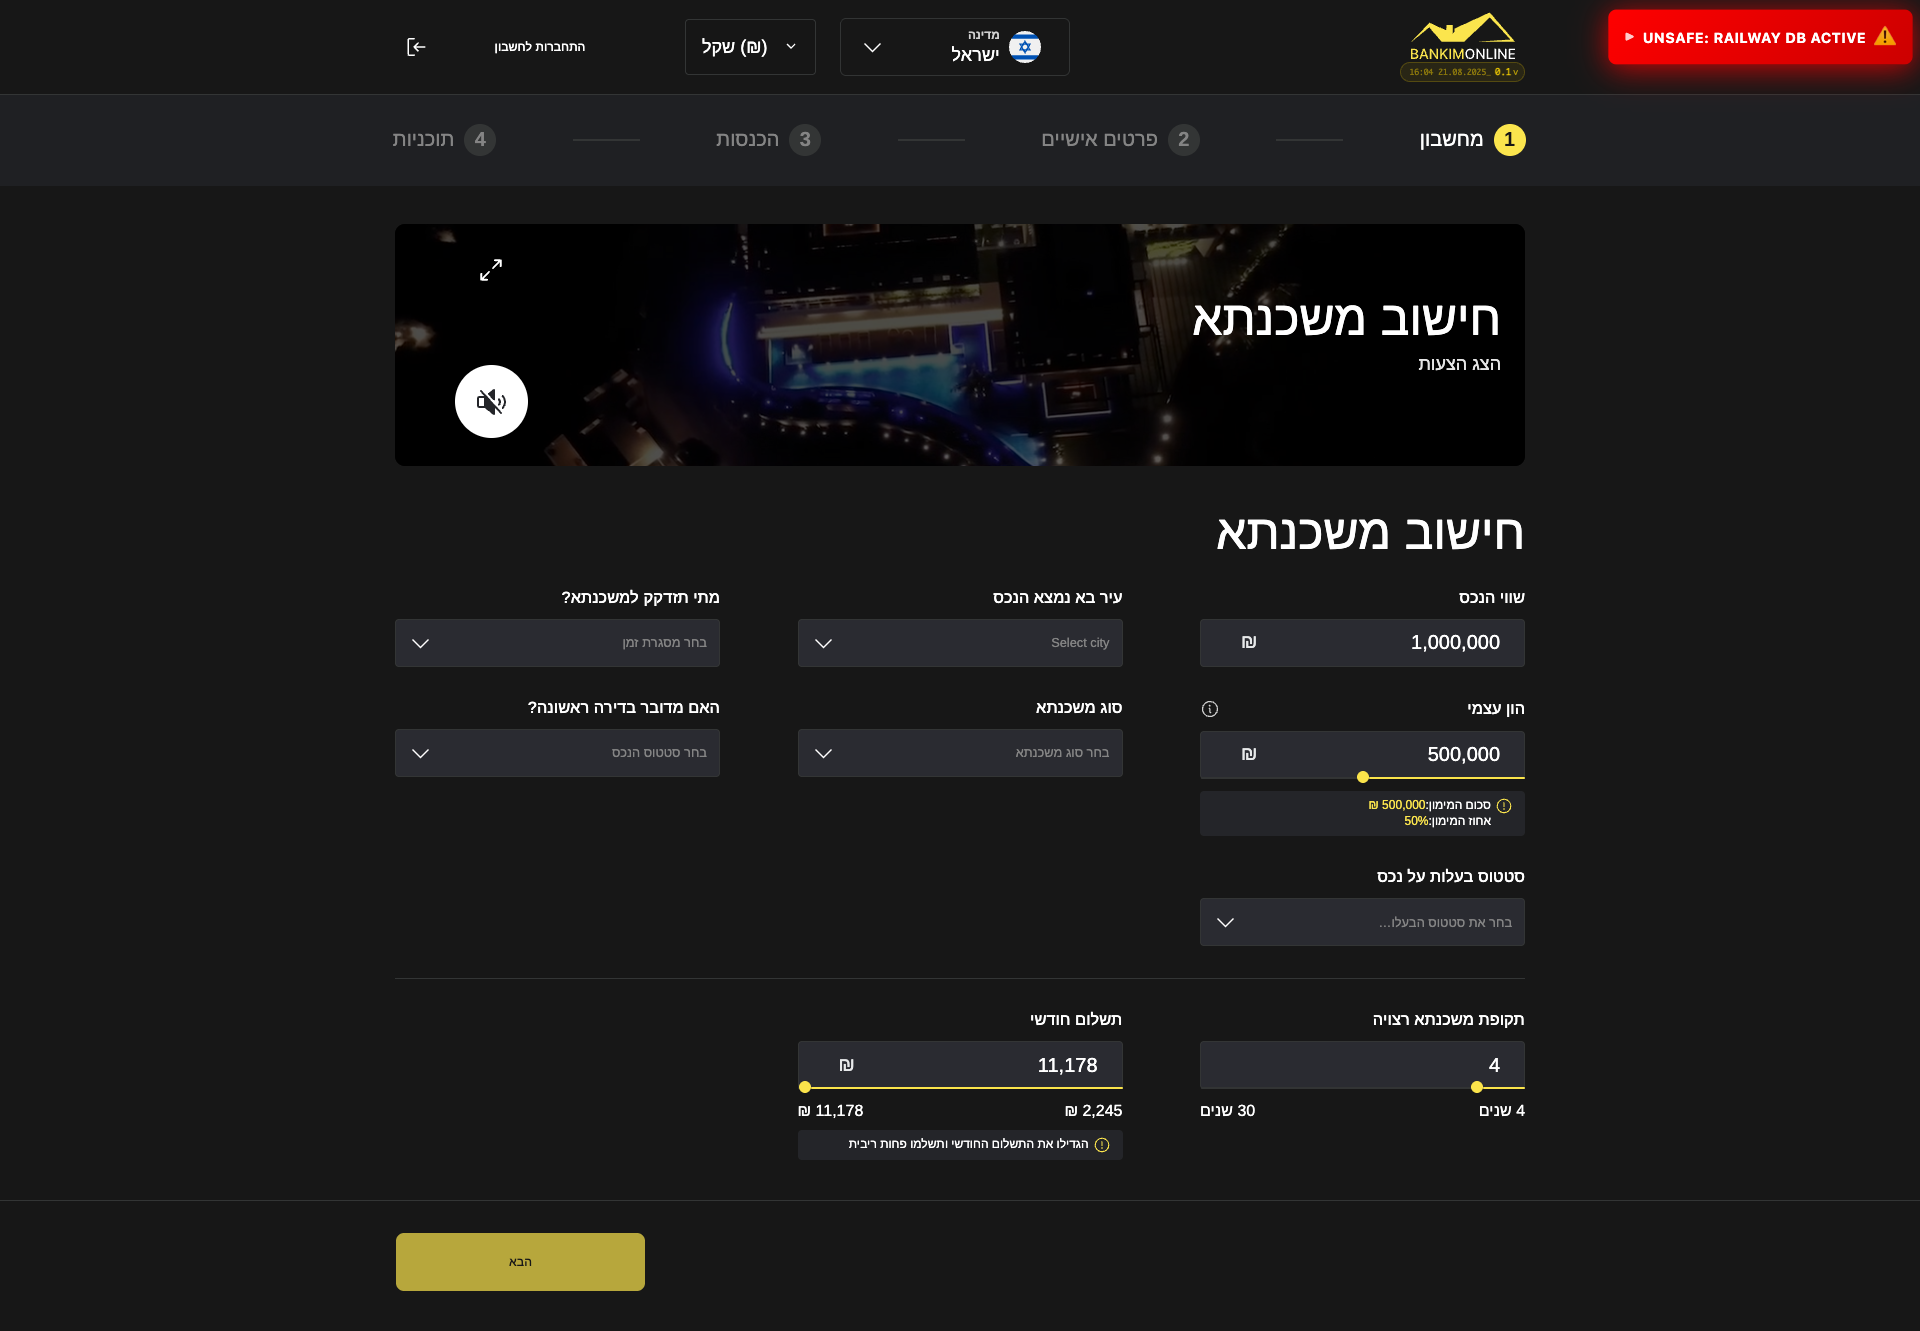 UNSAFE: RAILWAY DB ACTIVE
BANKIMONLINE
16:04 21.08.2025_ 0.1v
מדינה
ישראל
שקל (₪)
התחברות לחשבון
1 מחשבון
2 פרטים אישיים
3 הכנסות
4 תוכניות
חישוב משכנתא
הצג הצעות
חישוב משכנתא
שווי הנכס
1,000,000 ₪
עיר בא נמצא הנכס
Select city
מתי תזדקק למשכנתא?
בחר מסגרת זמן
הון עצמי
500,000 ₪
סכום המימון:500,000 ₪
אחוז המימון:50%
סוג משכנתא
בחר סוג משכנתא
האם מדובר בדירה ראשונה?
בחר סטטוס הנכס
סטטוס בעלות על נכס
בחר את סטטוס הבעלו...
תקופת משכנתא רצויה
4
4 שנים
30 שנים
תשלום חודשי
11,178 ₪
2,245 ₪
11,178 ₪
הגדילו את התשלום החודשי ותשלמו פחות ריבית
הבא